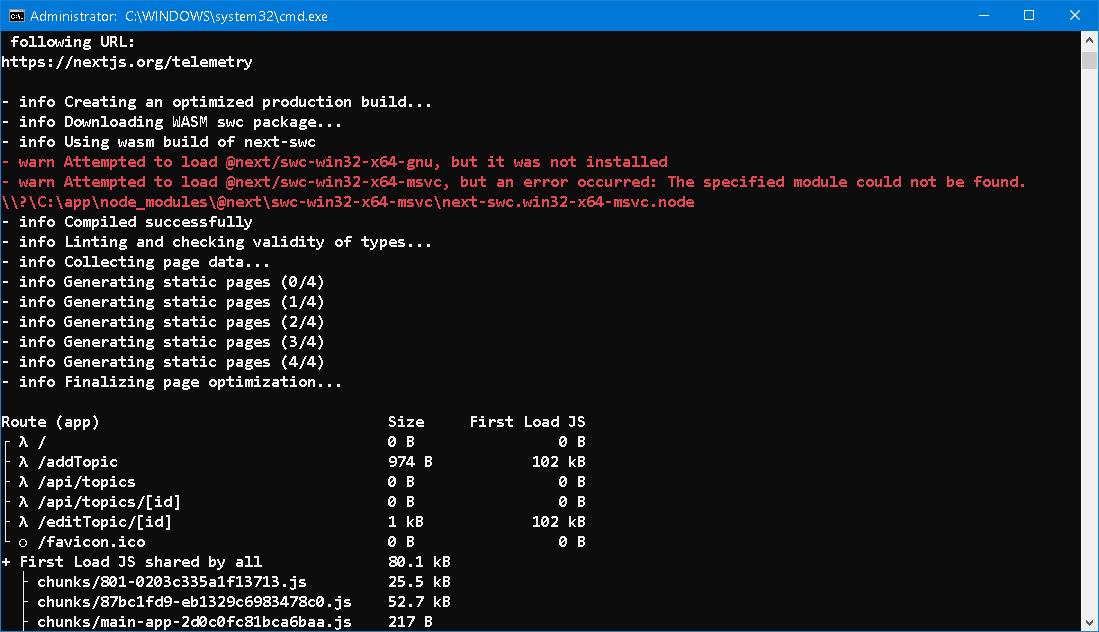 Administrator: C:\WINDOWS\system32\cmd.exe
following URL:
https://nextjs.org/telemetry
- info Creating an optimized production build...
- info Downloading WASM swc package...
- info Using wasm build of next-swc
- warn Attempted to load @next/swc-win32-x64-gnu, but it was not installed
- warn Attempted to load @next/swc-win32-x64-msvc, but an error occurred: The specified module could not be found.
\\?\C:\app\node_modules\@next\swc-win32-x64-msvc\next-swc.win32-x64-msvc.node
- info Compiled successfully
- info Linting and checking validity of types...
- info Collecting page data...
- info Generating static pages (0/4)
- info Generating static pages (1/4)
- info Generating static pages (2/4)
- info Generating static pages (3/4)
- info Generating static pages (4/4)
- info Finalizing page optimization...
Route (app) Size First Load JS
┌ λ / 0 B 0 B
├ λ /addTopic 974 B 102 kB
├ λ /api/topics 0 B 0 B
├ λ /api/topics/[id] 0 B 0 B
├ λ /editTopic/[id] 1 kB 102 kB
└ ○ /favicon.ico 0 B 0 B
+ First Load JS shared by all 80.1 kB
├ chunks/801-0203c335a1f13713.js 25.5 kB
├ chunks/87bc1fd9-eb1329c6983478c0.js 52.7 kB
├ chunks/main-app-2d0c0fc81bca6baa.js 217 B